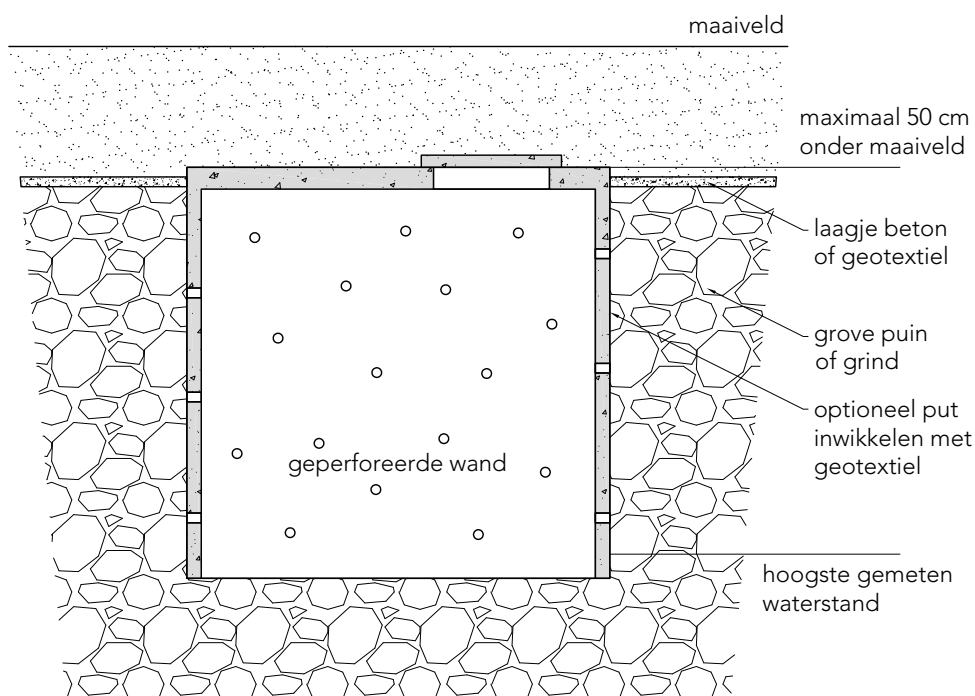 maaiveld
maximaal 50 cm
onder maaiveld
laagje beton
of geotextiel
grove puin
of grind
optioneel put
inwikkelen met
geotextiel
geperforeerde wand
hoogste gemeten
waterstand